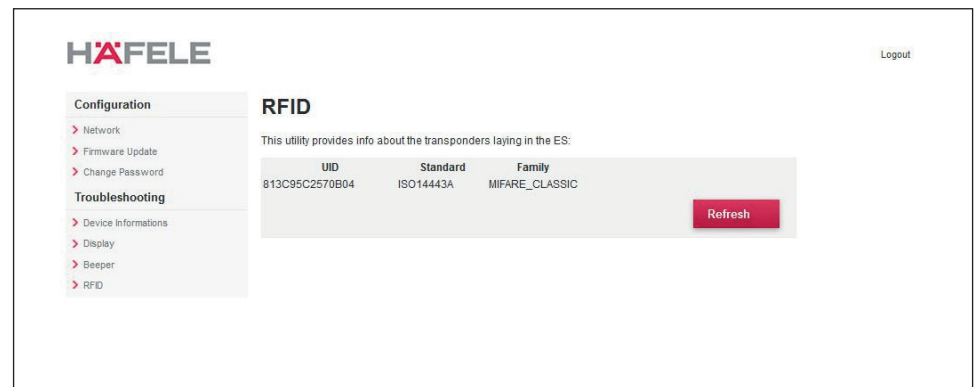 HÄFELE
Logout
Configuration
Network
Firmware Update
Change Password
Troubleshooting
Device Informations
Display
Beeper
RFID
RFID
This utility provides info about the transponders laying in the ES:
UID Standard Family
813C95C2570B04 ISO14443A MIFARE_CLASSIC
Refresh